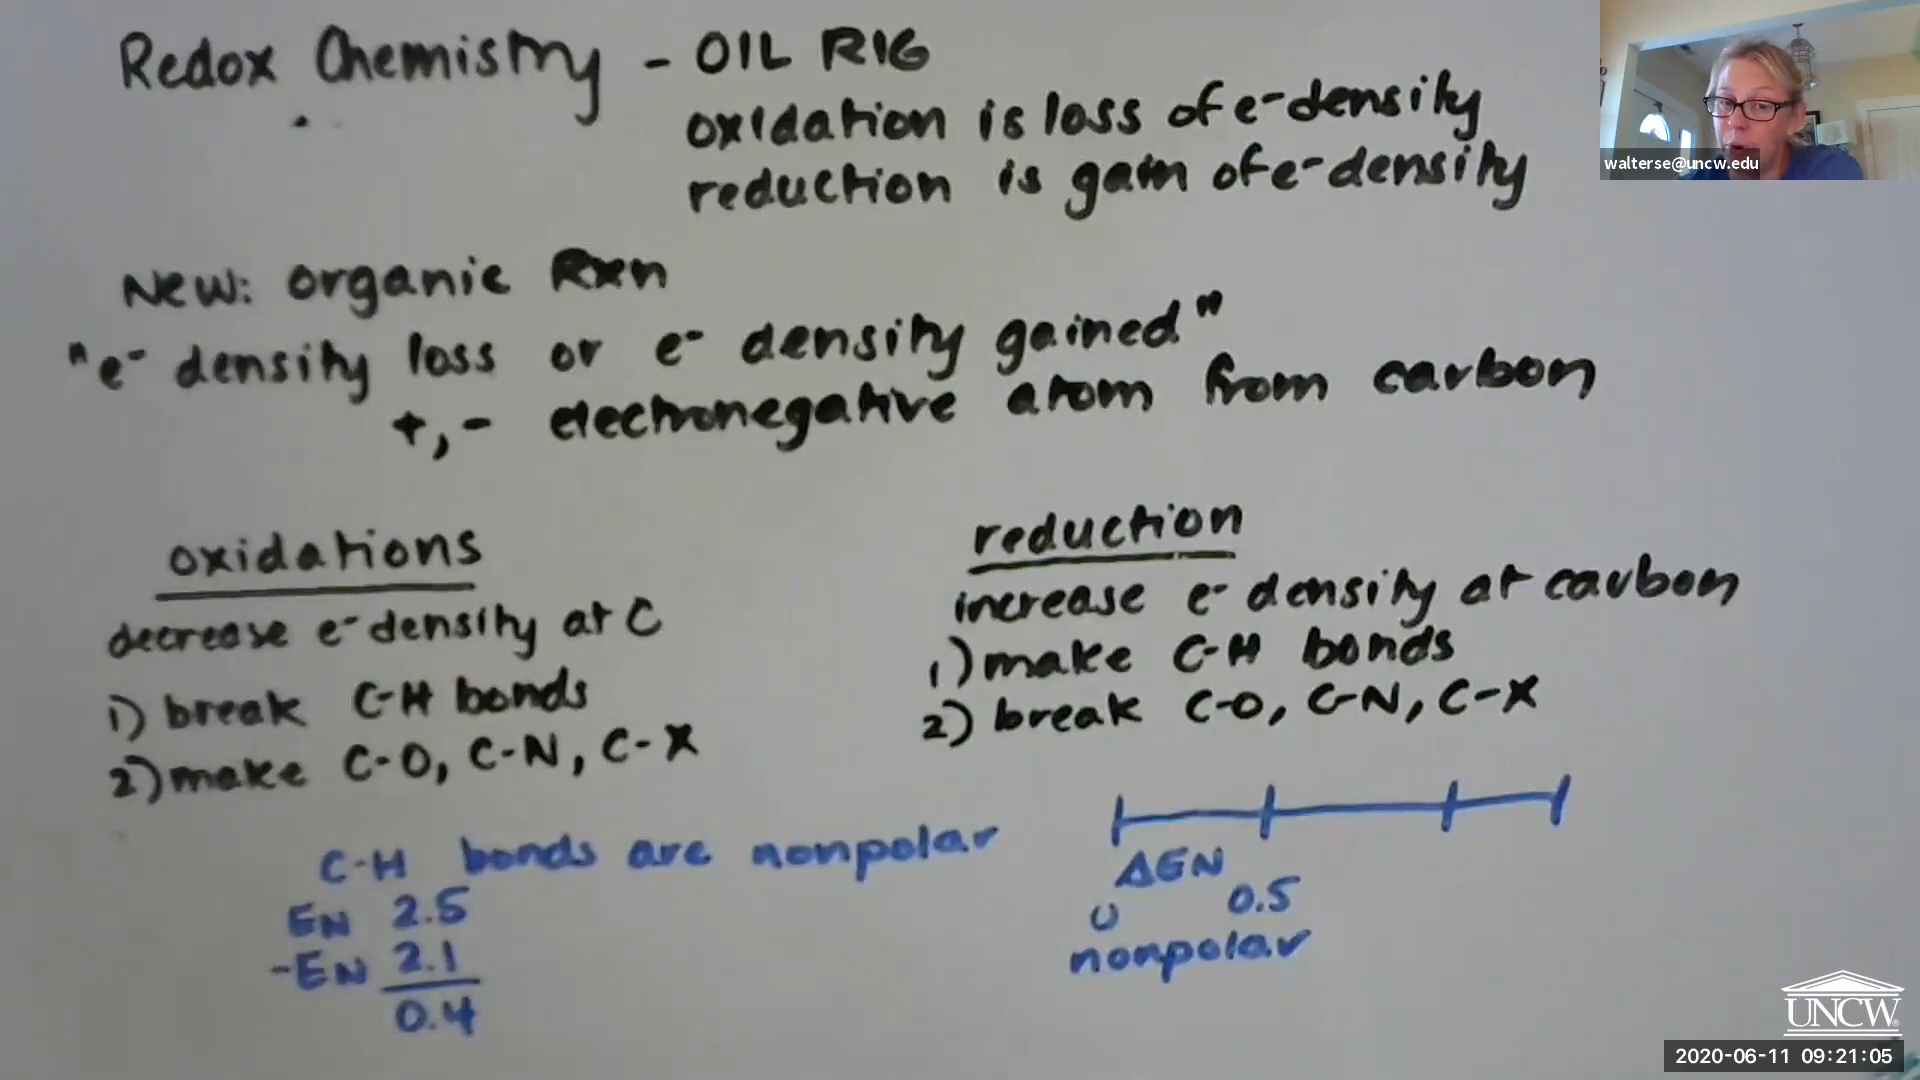 Redox Chemistry - OIL RIG
oxidation is loss of e⁻density
reduction is gain of e⁻density
New: organic Rxn
"e⁻ density loss or e⁻ density gained"
+,- electronegative atom from carbon
oxidations
decrease e⁻density at C
1) break C-H bonds
2) make C-O, C-N, C-X
reduction
increase e⁻ density at carbon
1) make C-H bonds
2) break C-O, C-N, C-X
C-H bonds are nonpolar
EN 2.5
-EN 2.1
0.4
ΔEN
0 0.5
nonpolar
walterse@uncw.edu
UNCW®
2020-06-11 09:21:05